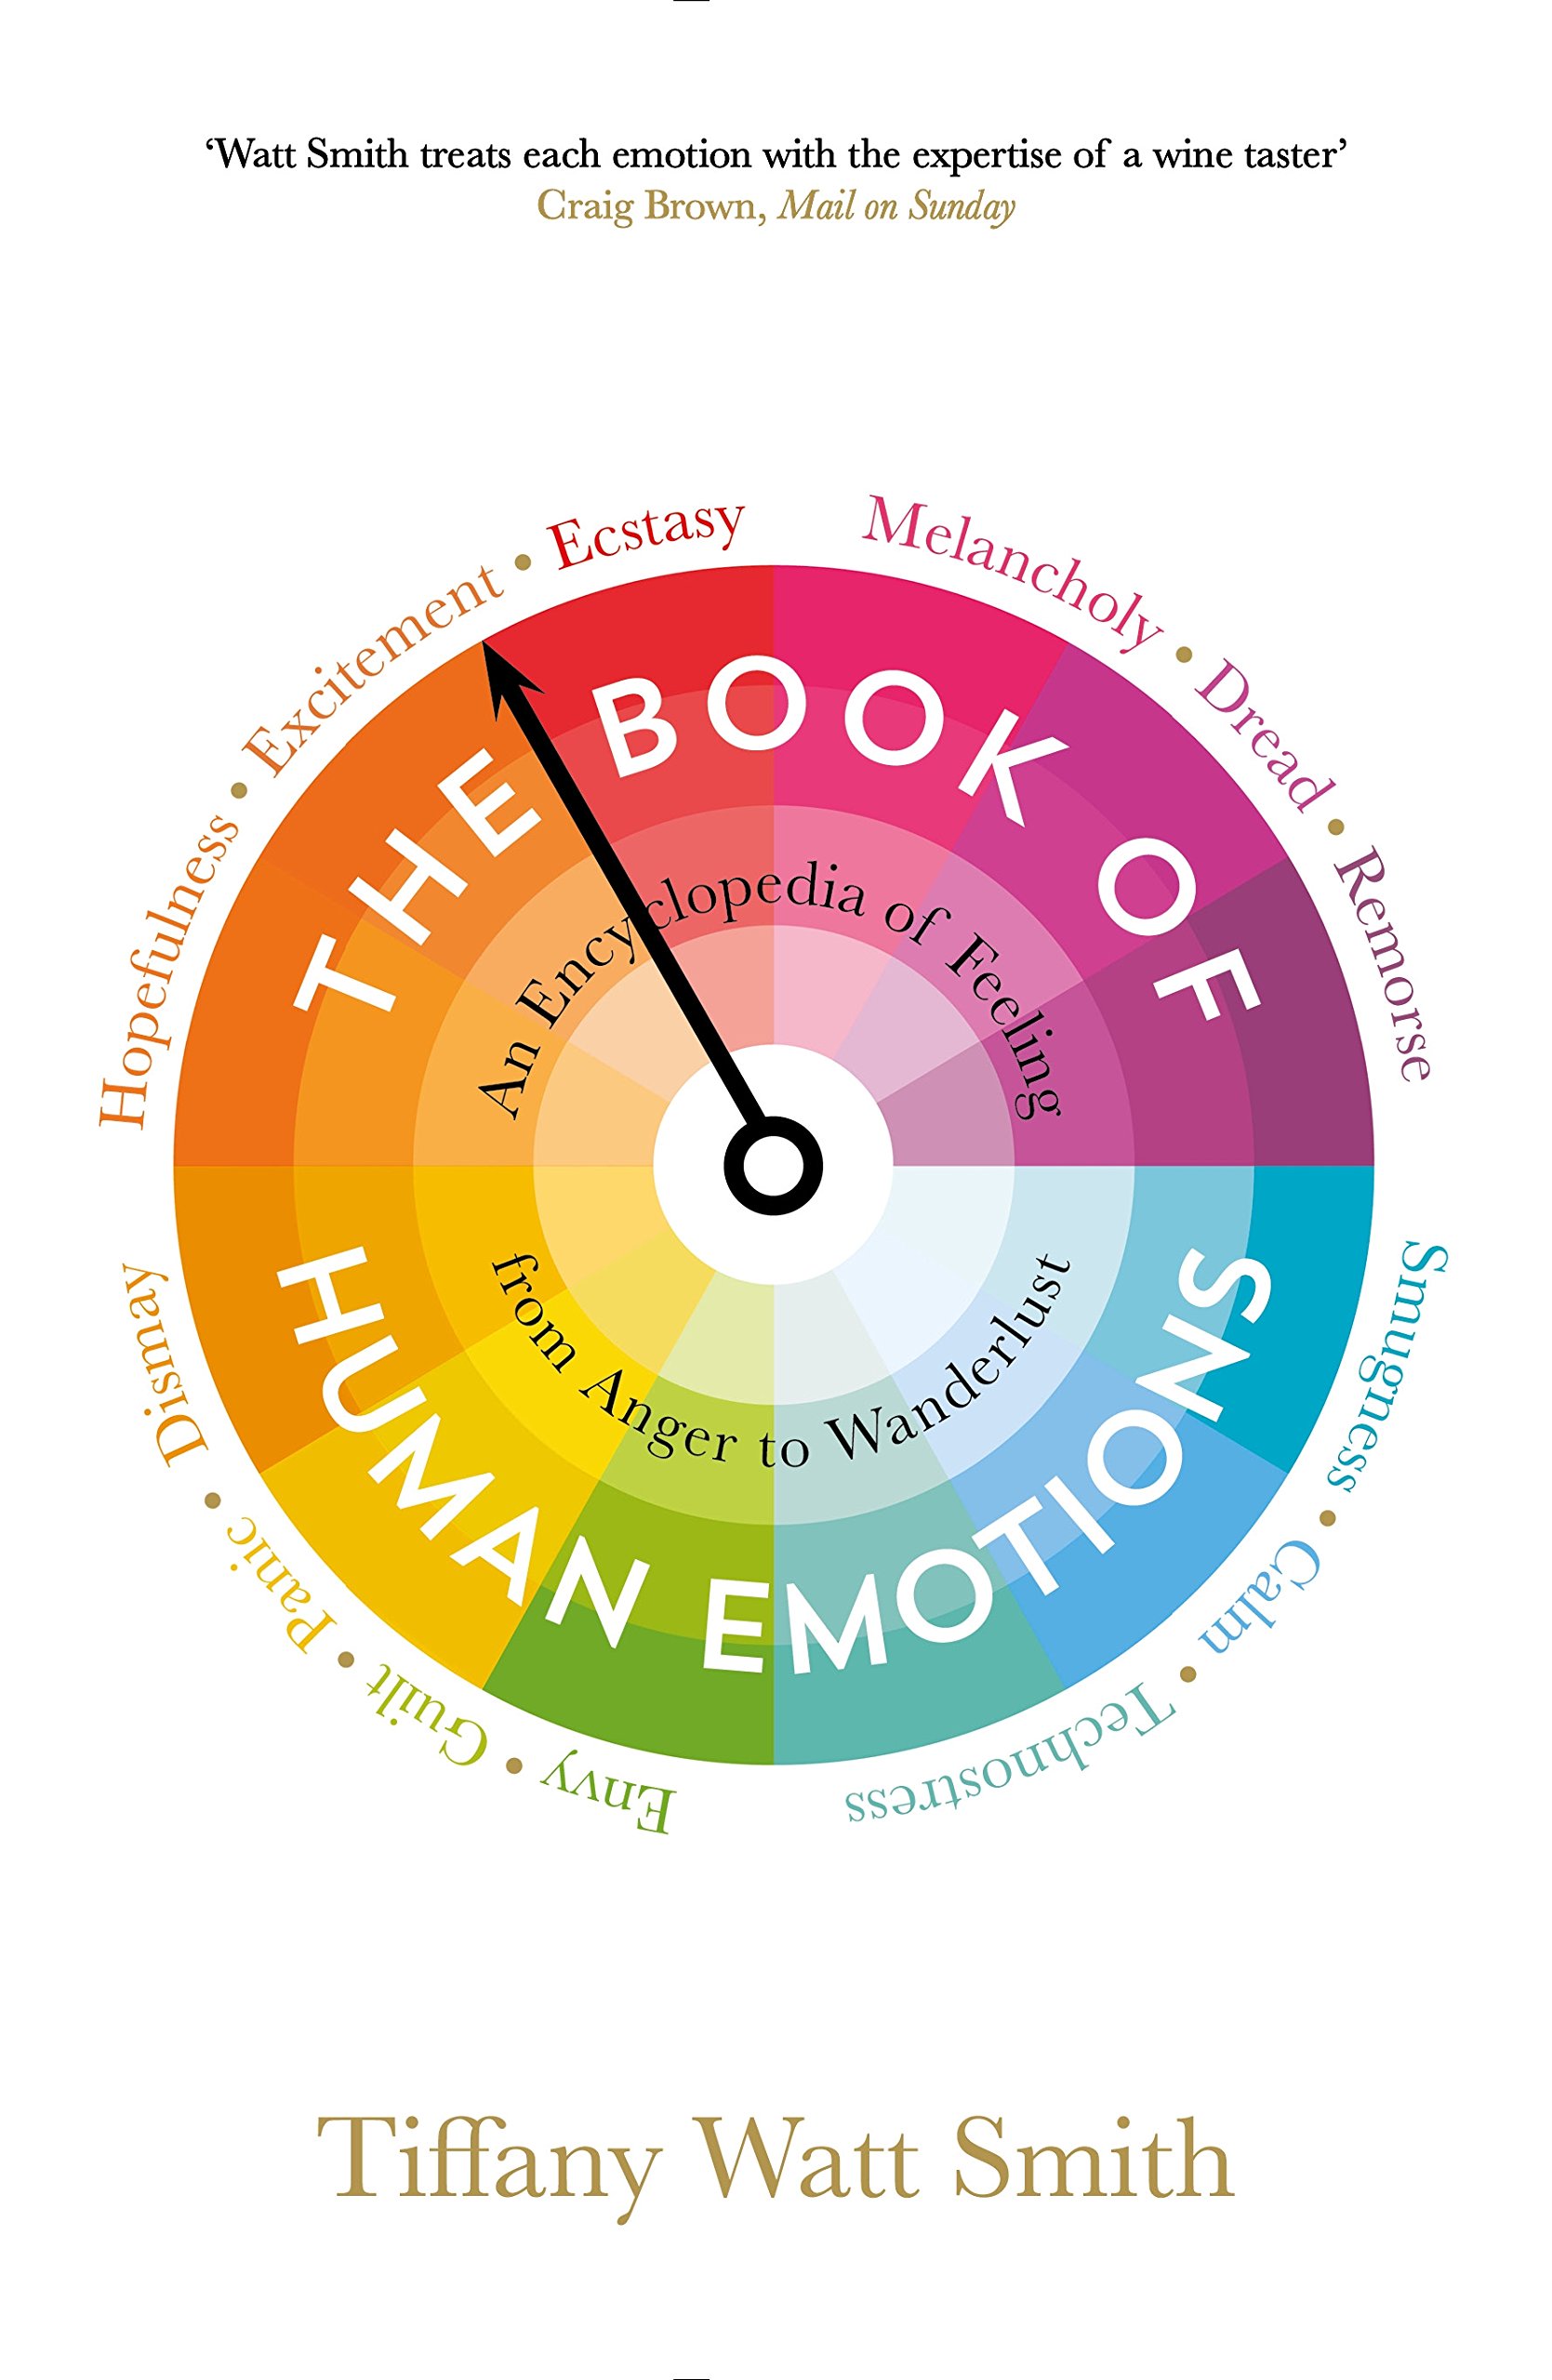 ‘Watt Smith treats each emotion with the expertise of a wine taster’
Craig Brown, Mail on Sunday
Hopefulness • Excitement • Ecstasy
Melancholy • Dread • Remorse
THE BOOK OF
An Encyclopedia of Feeling
from Anger to Wanderlust
HUMAN EMOTIONS
Smugness • Calm • Technostress
Envy • Guilt • Panic • Dismay
Tiffany Watt Smith